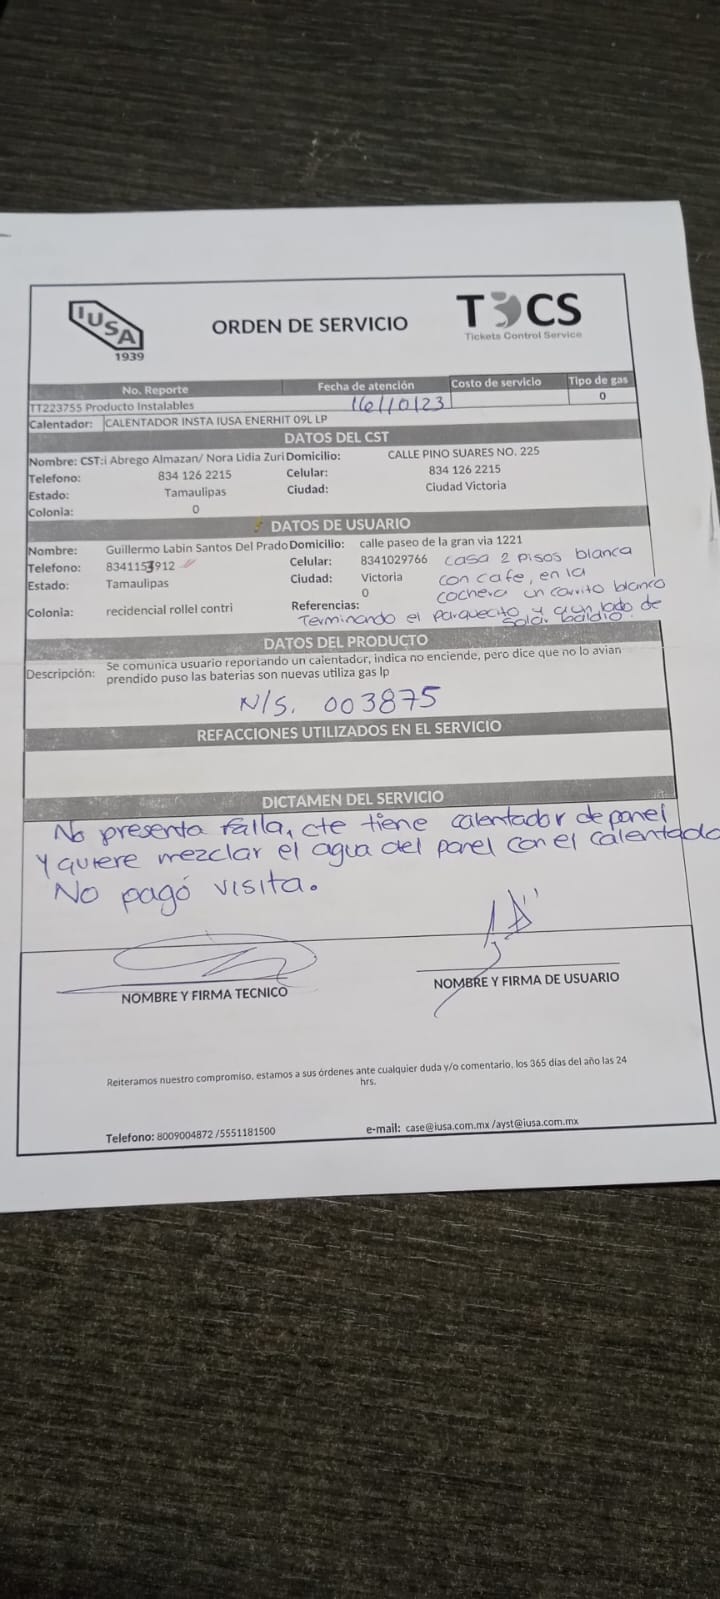 IUSA
1939
ORDEN DE SERVICIO
TCS
Tickets Control Service
No. Reporte Fecha de atención Costo de servicio Tipo de gas
TT223755 Producto Instalables 16/10/23 0
Calentador: CALENTADOR INSTA IUSA ENERHIT 09L LP
DATOS DEL CST
Nombre: CST:i Abrego Almazan/ Nora Lidia Zuri Domicilio: CALLE PINO SUARES NO. 225
Telefono: 834 126 2215 Celular: 834 126 2215
Estado: Tamaulipas Ciudad: Ciudad Victoria
Colonia: 0
DATOS DE USUARIO
Nombre: Guillermo Labin Santos Del Prado Domicilio: calle paseo de la gran via 1221
Telefono: 8341153912 Celular: 8341029766 casa 2 pisos blanca
Estado: Tamaulipas Ciudad: Victoria con cafe, en la
0 cochera un carrito blanco
Colonia: recidencial rollel contri Referencias:
Terminando el parquecito y a un lado de
solar baldio.
DATOS DEL PRODUCTO
Descripción: Se comunica usuario reportando un calentador, indica no enciende, pero dice que no lo avian
prendido puso las baterias son nuevas utiliza gas lp
N/S. 003875
REFACCIONES UTILIZADOS EN EL SERVICIO
DICTAMEN DEL SERVICIO
No presenta falla, cte tiene calentador de panel
Y quiere mezclar el agua del panel con el calentado
No pagó visita.
NOMBRE Y FIRMA TECNICO NOMBRE Y FIRMA DE USUARIO
Reiteramos nuestro compromiso, estamos a sus órdenes ante cualquier duda y/o comentario, los 365 días del año las 24
hrs.
Telefono: 8009004872 /5551181500 e-mail: case@iusa.com.mx /ayst@iusa.com.mx